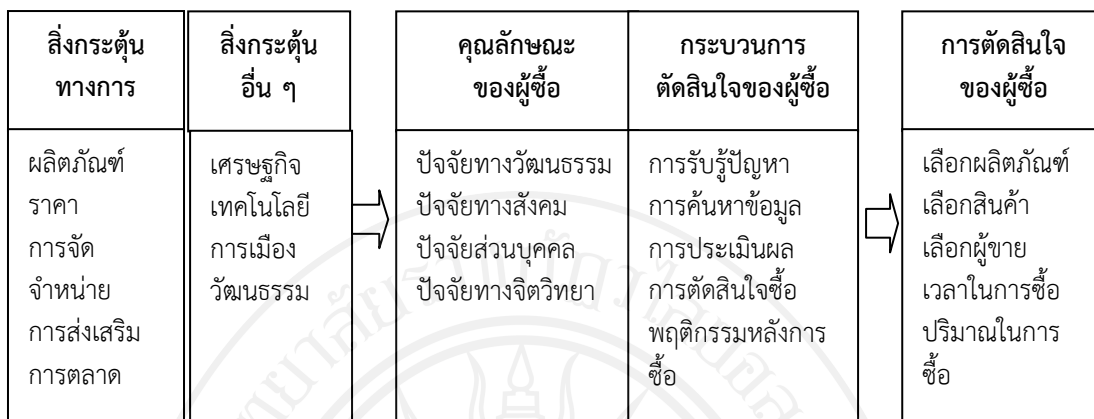 สิ่งกระตุ้น
ทางการ
ผลิตภัณฑ์
ราคา
การจัด
จำหน่าย
การส่งเสริม
การตลาด
สิ่งกระตุ้น
อื่น ๆ
เศรษฐกิจ
เทคโนโลยี
การเมือง
วัฒนธรรม
คุณลักษณะ
ของผู้ซื้อ
ปัจจัยทางวัฒนธรรม
ปัจจัยทางสังคม
ปัจจัยส่วนบุคคล
ปัจจัยทางจิตวิทยา
กระบวนการ
ตัดสินใจของผู้ซื้อ
การรับรู้ปัญหา
การค้นหาข้อมูล
การประเมินผล
การตัดสินใจซื้อ
พฤติกรรมหลังการ
ซื้อ
การตัดสินใจ
ของผู้ซื้อ
เลือกผลิตภัณฑ์
เลือกสินค้า
เลือกผู้ขาย
เวลาในการซื้อ
ปริมาณในการ
ซื้อ